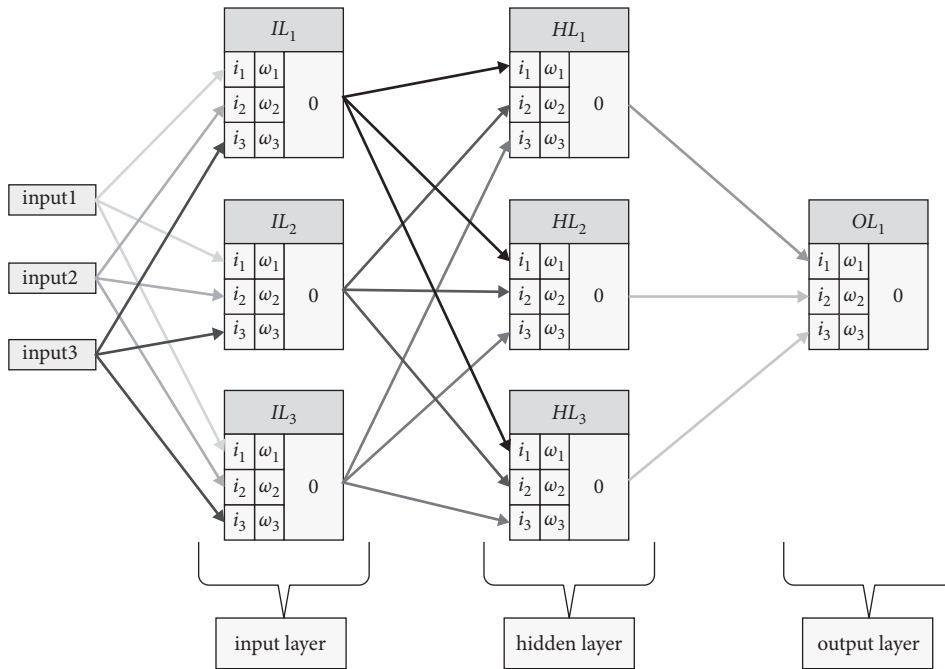 input1
input2
input3
IL₁
i₁ ω₁
i₂ ω₂ 0
i₃ ω₃
IL₂
i₁ ω₁
i₂ ω₂ 0
i₃ ω₃
IL₃
i₁ ω₁
i₂ ω₂ 0
i₃ ω₃
input layer
HL₁
i₁ ω₁
i₂ ω₂ 0
i₃ ω₃
HL₂
i₁ ω₁
i₂ ω₂ 0
i₃ ω₃
HL₃
i₁ ω₁
i₂ ω₂ 0
i₃ ω₃
hidden layer
OL₁
i₁ ω₁
i₂ ω₂ 0
i₃ ω₃
output layer